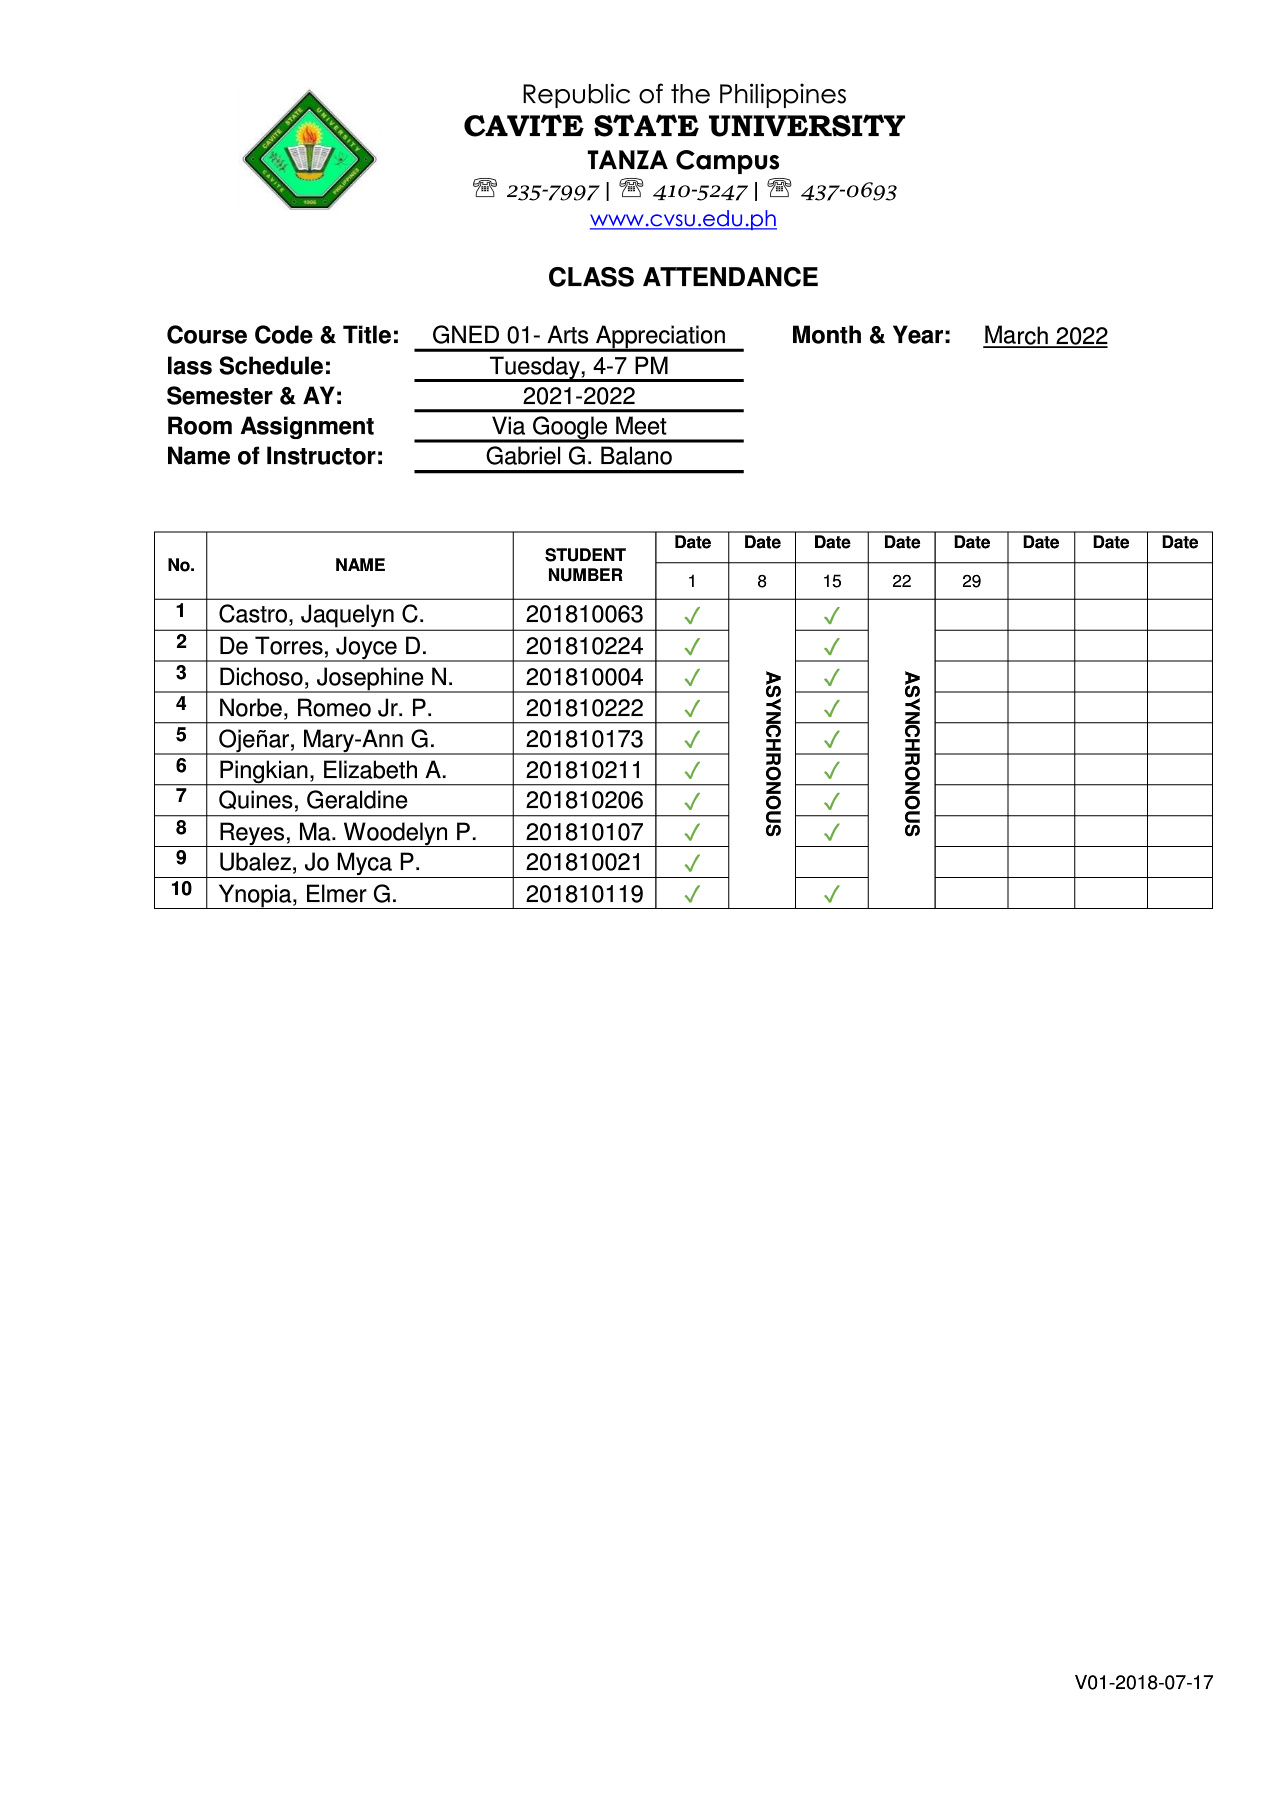 Republic of the Philippines
CAVITE STATE UNIVERSITY
TANZA Campus
☏ 235-7997 | ☏ 410-5247 | ☏ 437-0693
www.cvsu.edu.ph
CAVITE STATE UNIVERSITY
CAVITE PHILIPPINES
1906
CLASS ATTENDANCE
Course Code & Title: GNED 01- Arts Appreciation Month & Year: March 2022
lass Schedule: Tuesday, 4-7 PM
Semester & AY: 2021-2022
Room Assignment Via Google Meet
Name of Instructor: Gabriel G. Balano
No. NAME STUDENT NUMBER Date Date Date Date Date Date Date Date
1 8 15 22 29
1 Castro, Jaquelyn C. 201810063 ✓ ✓
2 De Torres, Joyce D. 201810224 ✓ ✓
3 Dichoso, Josephine N. 201810004 ✓ ✓
4 Norbe, Romeo Jr. P. 201810222 ✓ ✓
5 Ojeñar, Mary-Ann G. 201810173 ✓ ✓
6 Pingkian, Elizabeth A. 201810211 ✓ ✓
7 Quines, Geraldine 201810206 ✓ ✓
8 Reyes, Ma. Woodelyn P. 201810107 ✓ ✓
9 Ubalez, Jo Myca P. 201810021 ✓
10 Ynopia, Elmer G. 201810119 ✓ ✓
ASYNCHRONOUS
ASYNCHRONOUS
V01-2018-07-17